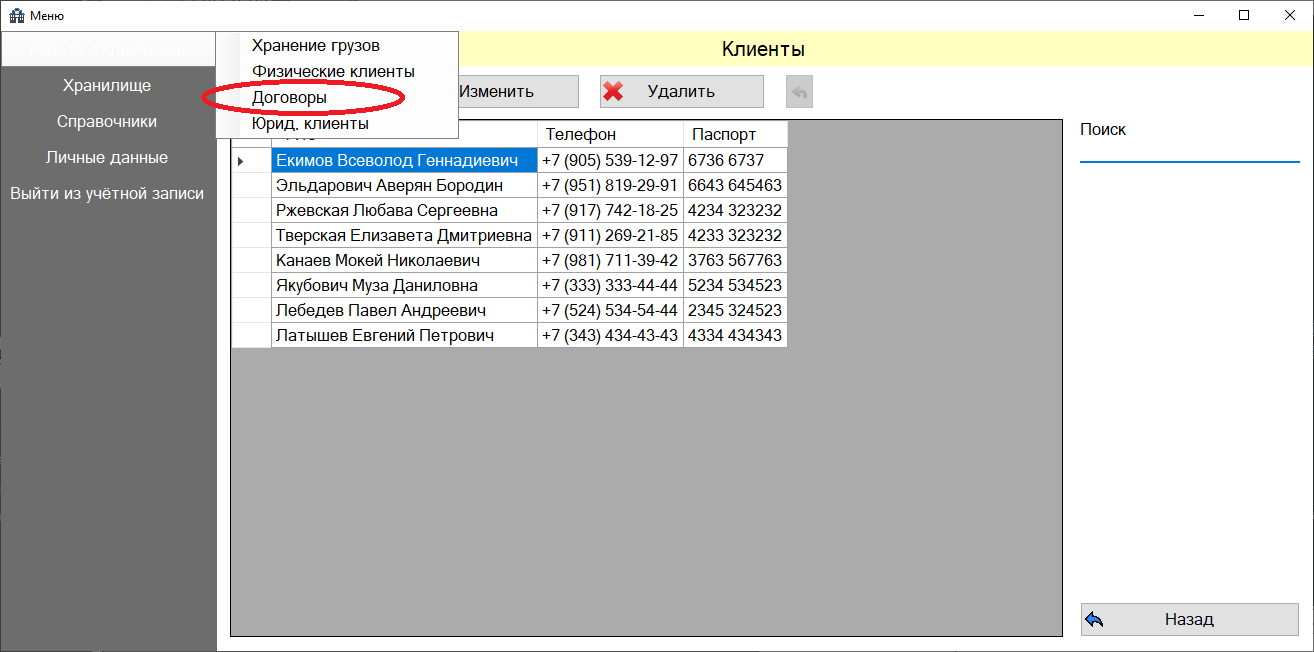 Меню
Работа с клиентами
Хранение грузов
Физические клиенты
Договоры
Юрид. клиенты
Клиенты
Хранилище
Справочники
Личные данные
Выйти из учётной записи
Изменить
Удалить
Поиск
Телефон Паспорт
Екимов Всеволод Геннадиевич +7 (905) 539-12-97 6736 6737
Эльдарович Аверян Бородин +7 (951) 819-29-91 6643 645463
Ржевская Любава Сергеевна +7 (917) 742-18-25 4234 323232
Тверская Елизавета Дмитриевна +7 (911) 269-21-85 4233 323232
Канаев Мокей Николаевич +7 (981) 711-39-42 3763 567763
Якубович Муза Даниловна +7 (333) 333-44-44 5234 534523
Лебедев Павел Андреевич +7 (524) 534-54-44 2345 324523
Латышев Евгений Петрович +7 (343) 434-43-43 4334 434343
Назад